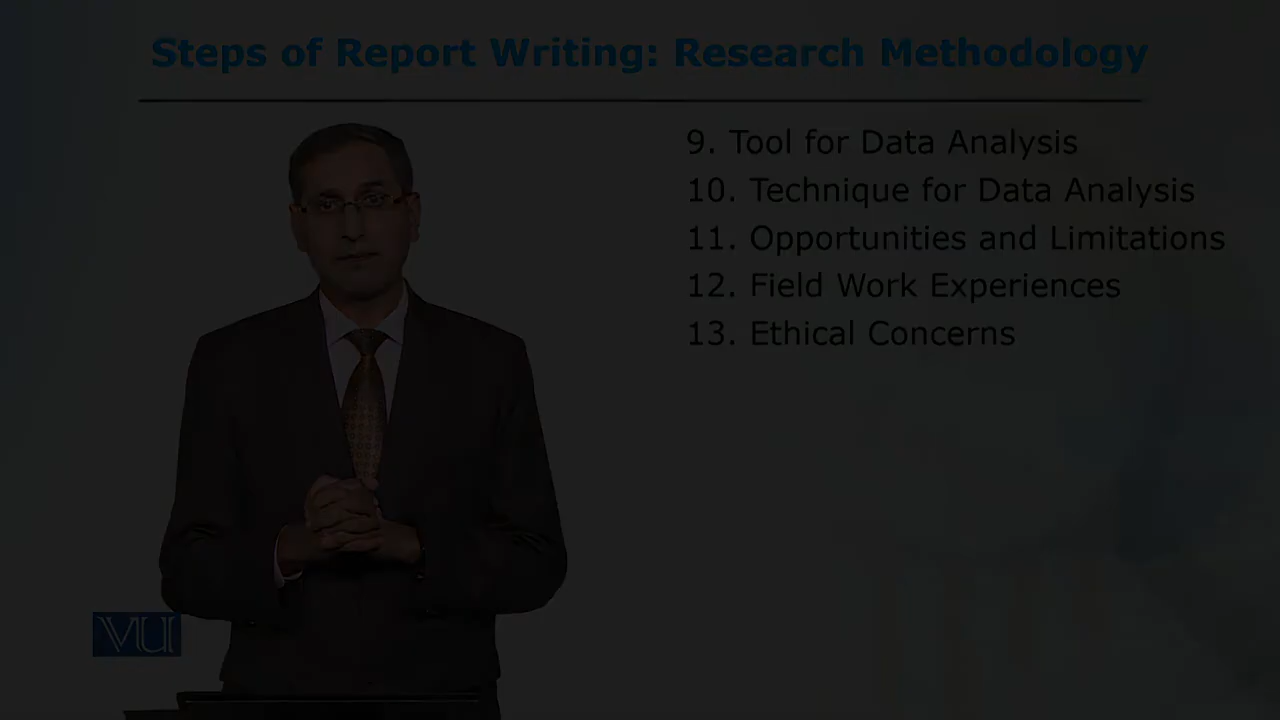 Steps of Report Writing: Research Methodology
9. Tool for Data Analysis
10. Technique for Data Analysis
11. Opportunities and Limitations
12. Field Work Experiences
13. Ethical Concerns
VU